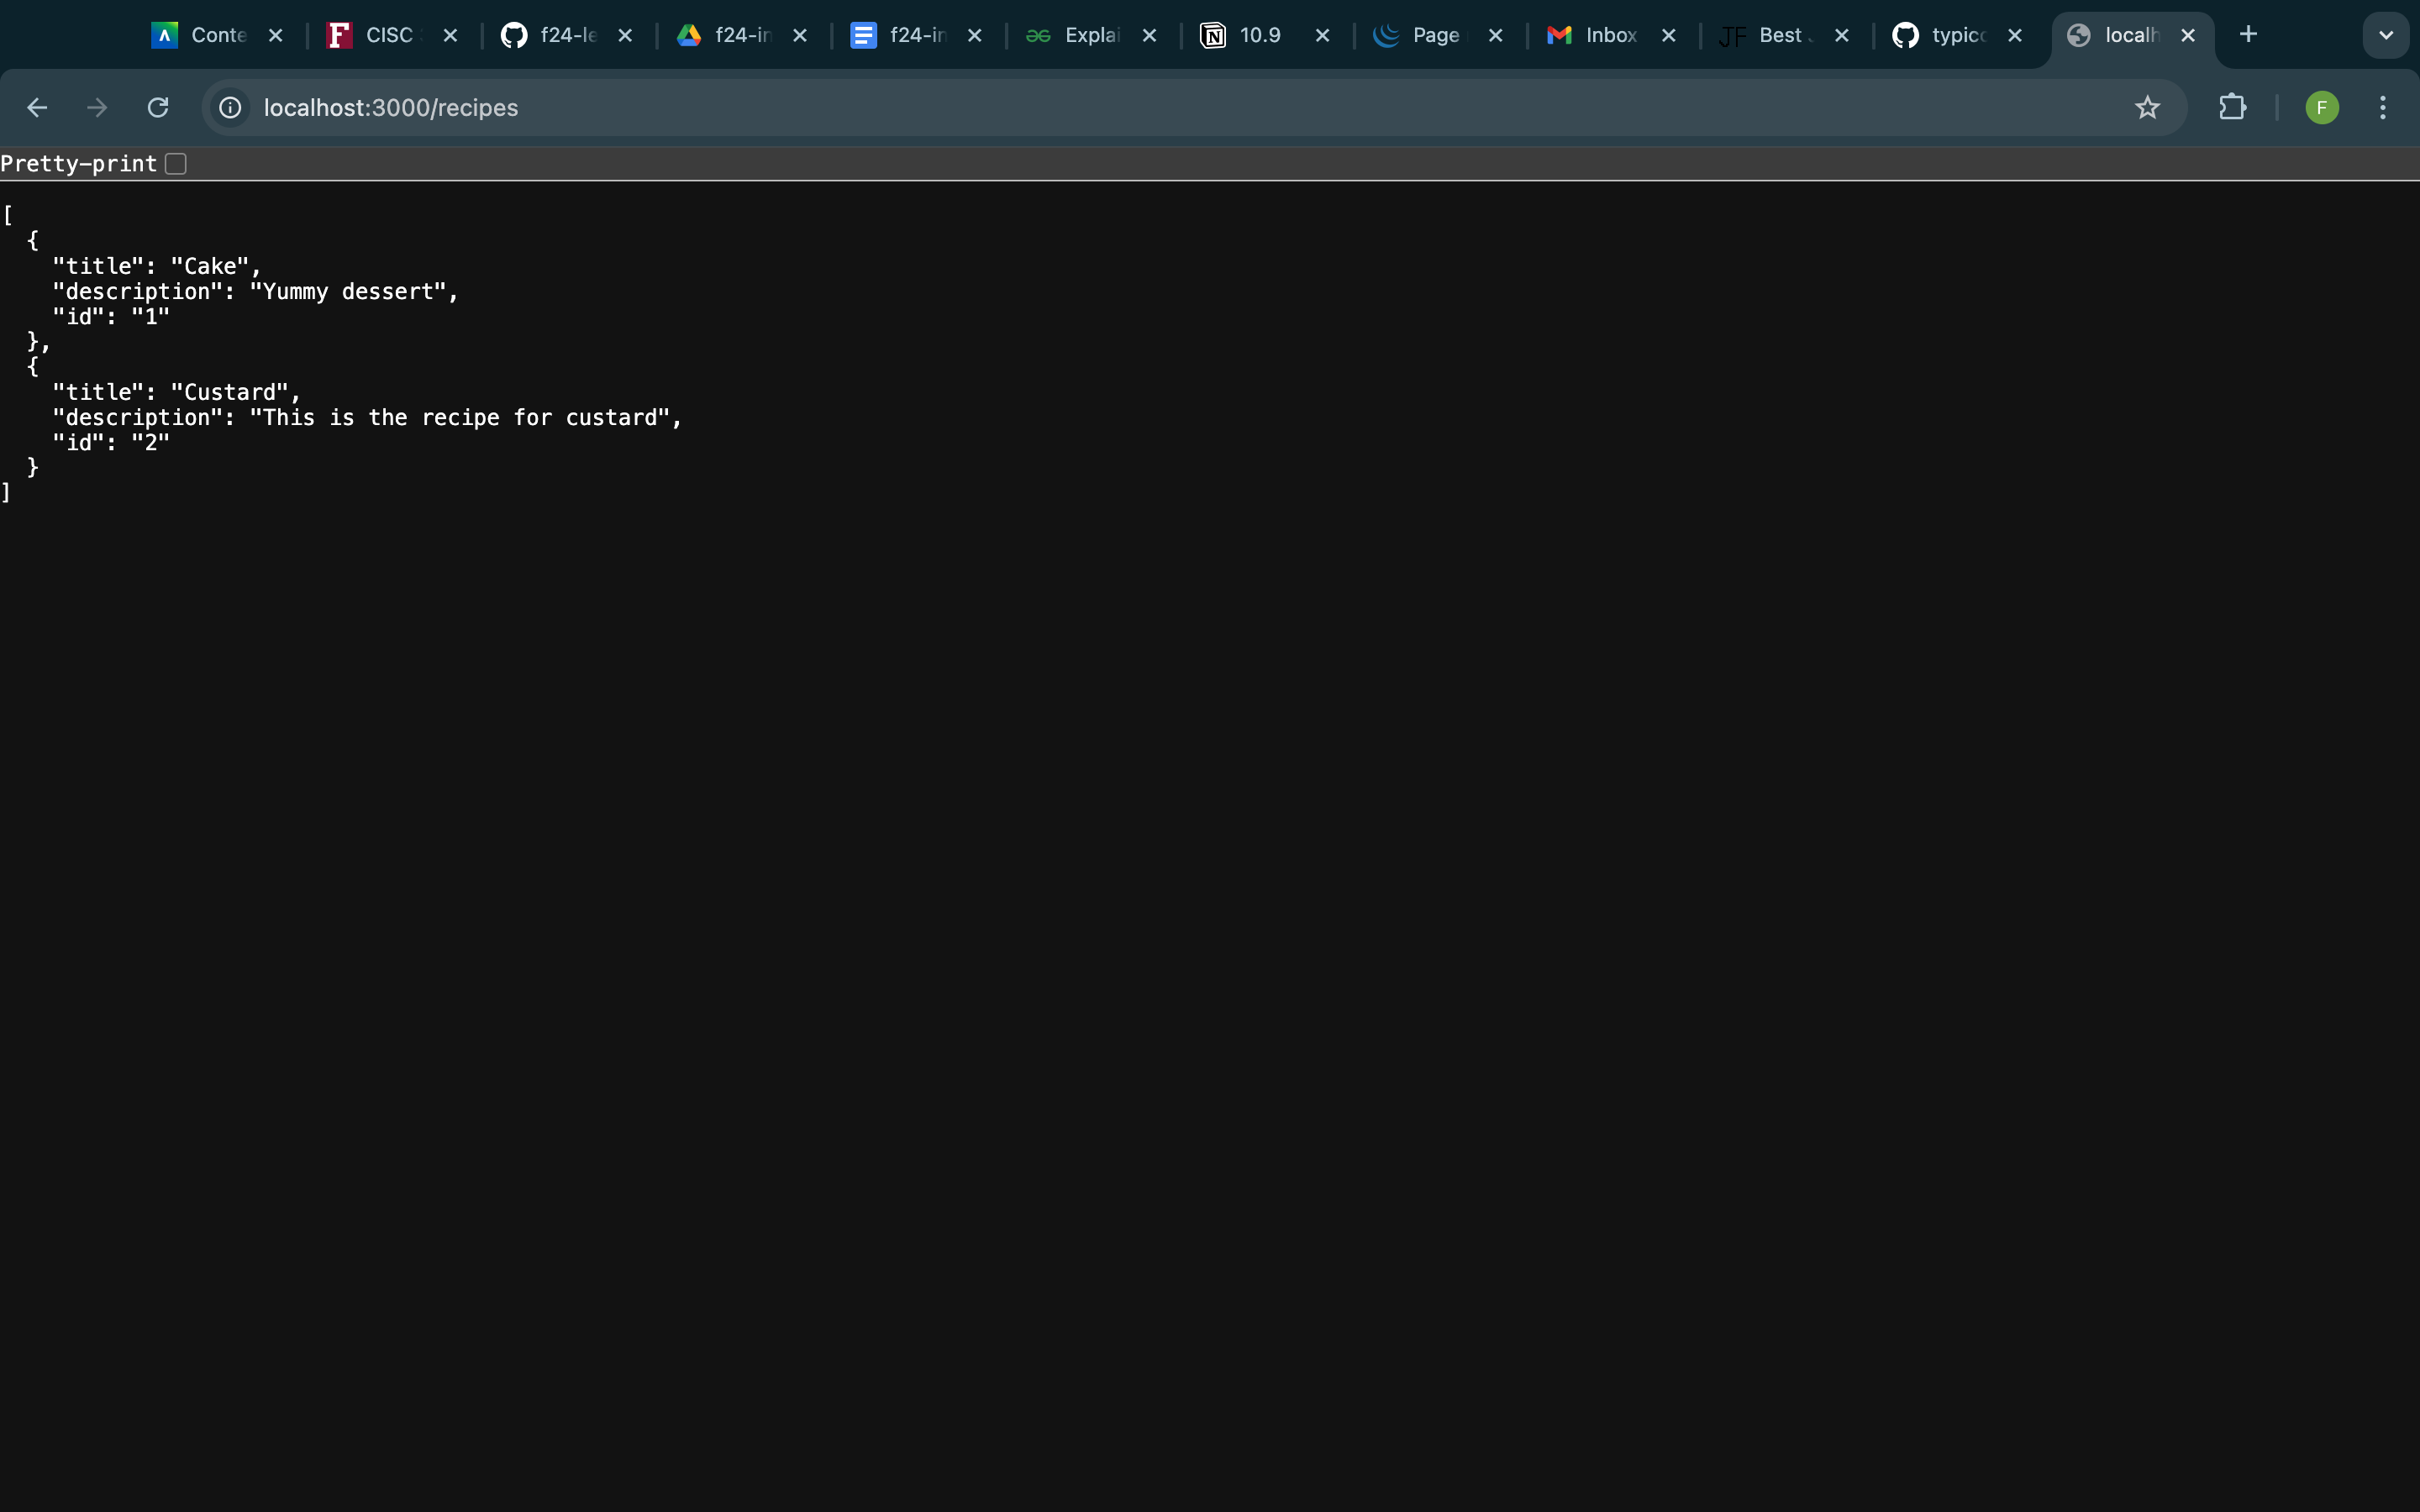 Conte CISC f24-le f24-in f24-in Explai 10.9 Page Inbox Best typico localh
localhost:3000/recipes F
Pretty-print
[
  {
    "title": "Cake",
    "description": "Yummy dessert",
    "id": "1"
  },
  {
    "title": "Custard",
    "description": "This is the recipe for custard",
    "id": "2"
  }
]